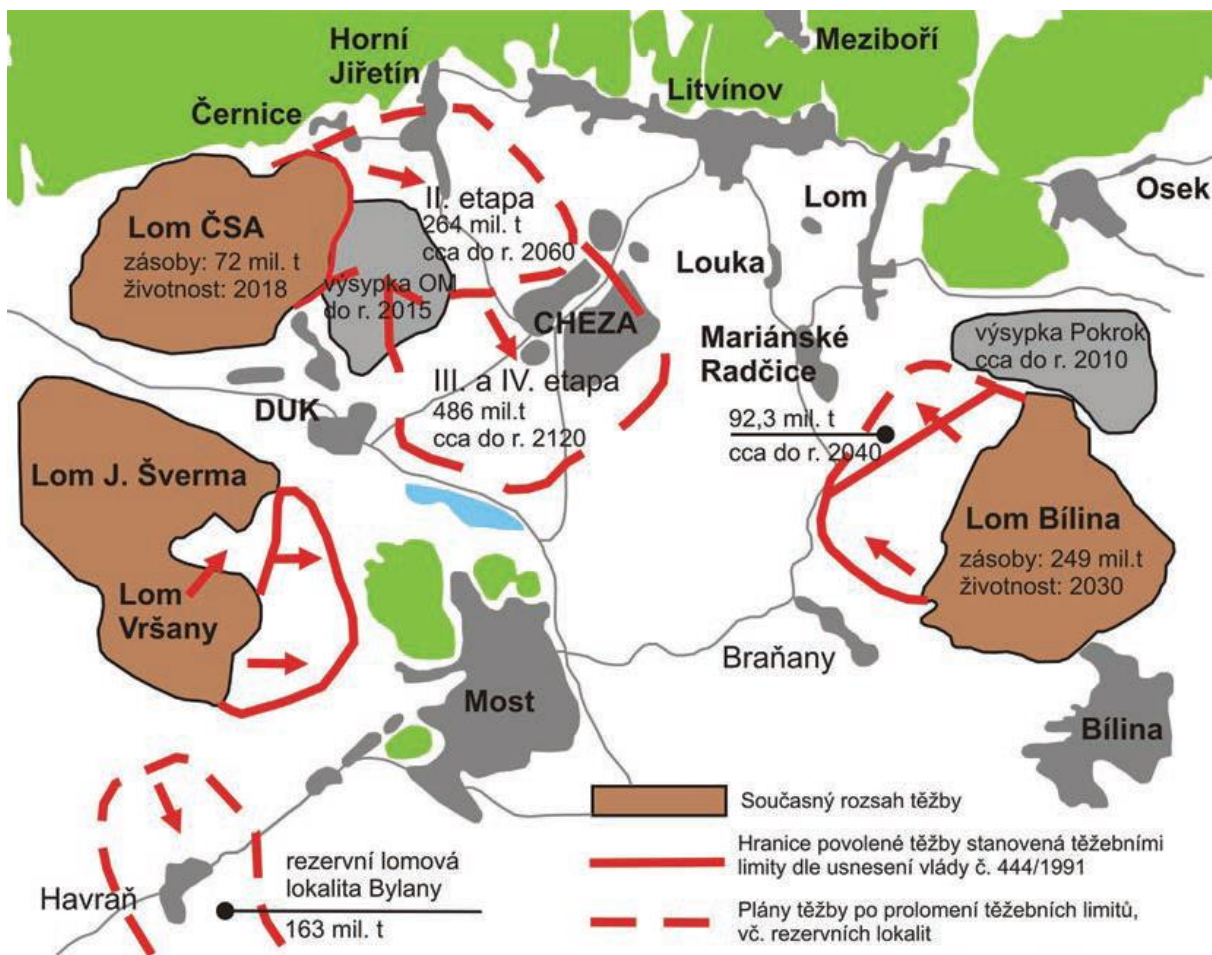 Horní
Jiřetín
Meziboří
Litvínov
Černice
Osek
Lom
II. etapa
264 mil. t
cca do r. 2060
Lom ČSA
zásoby: 72 mil. t
životnost: 2018
Louka
výsypka OM
do r. 2015
CHEZA
Mariánské
Radčice
výsypka Pokrok
cca do r. 2010
III. a IV. etapa
486 mil.t
cca do r. 2120
DUK
92,3 mil. t
cca do r. 2040
Lom J. Šverma
Lom Bílina
zásoby: 249 mil.t
životnost: 2030
Lom
Vršany
Braňany
Most
Bílina
Současný rozsah těžby
Hranice povolené těžby stanovená těžebními
limity dle usnesení vlády č. 444/1991
rezervní lomová
lokalita Bylany
163 mil. t
Havraň
Plány těžby po prolomení těžebních limitů,
vč. rezervních lokalit